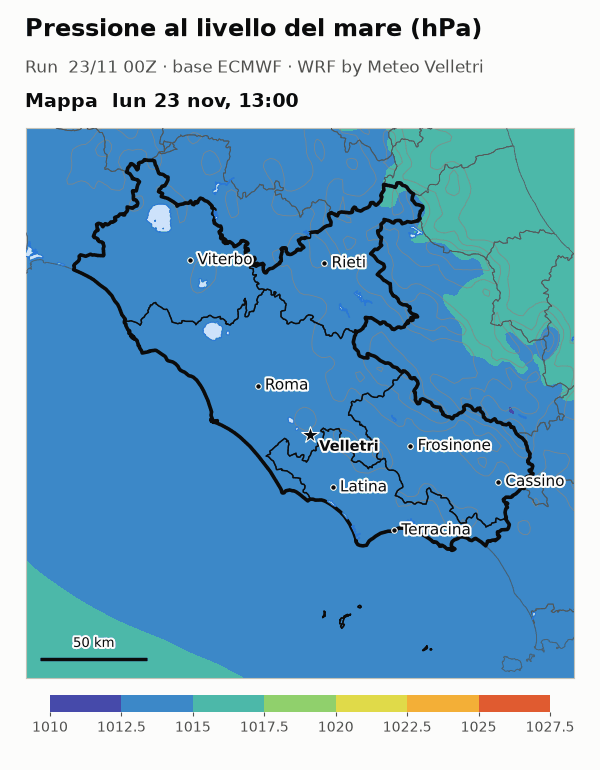 Pressione al livello del mare (hPa)
Run 23/11 00Z · base ECMWF · WRF by Meteo Velletri
Mappa lun 23 nov, 13:00
Viterbo
Rieti
Roma
Velletri
Frosinone
Cassino
Latina
Terracina
50 km
1010 1012.5 1015 1017.5 1020 1022.5 1025 1027.5